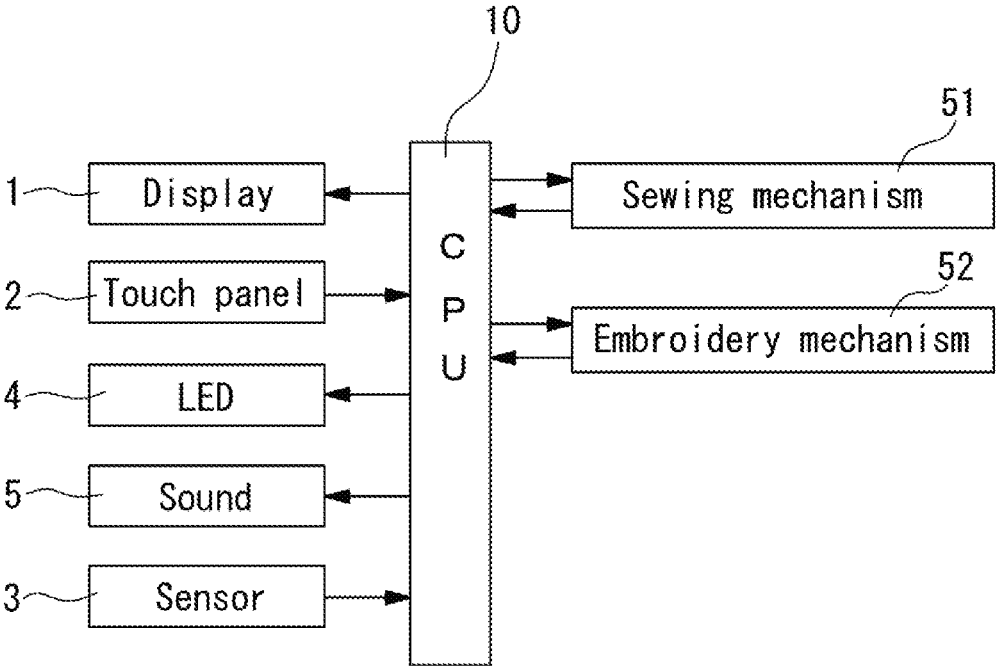 10
51
1 Display
Sewing mechanism
C
P
U
52
2 Touch panel
Embroidery mechanism
4 LED
5 Sound
3 Sensor